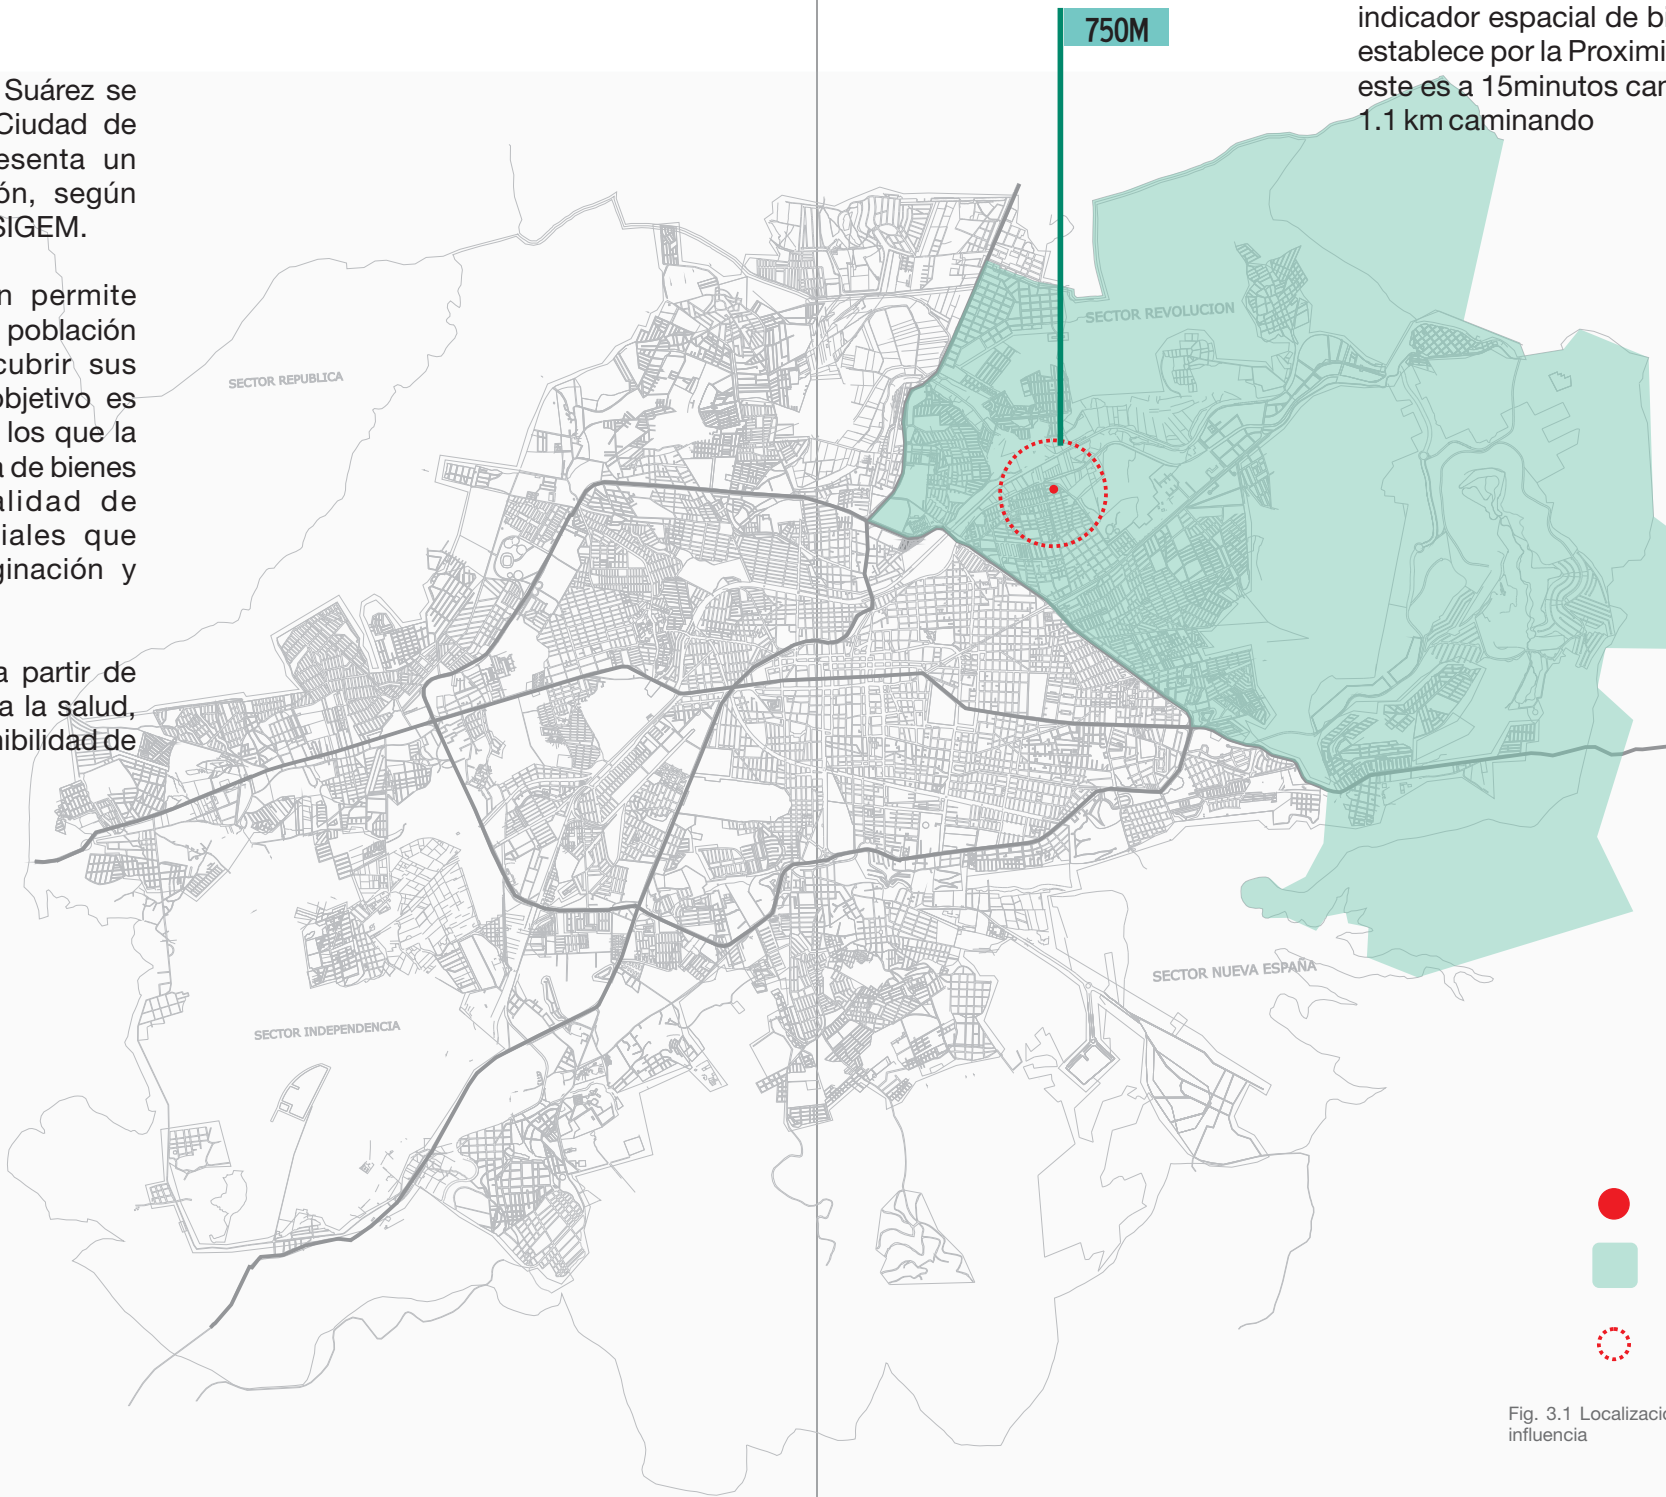 Suárez se
Ciudad de
esenta un
ón, según
SIGEM.
n permite
población
cubrir sus
objetivo es
los que la
a de bienes
alidad de
iales que
ginación y
a partir de
a la salud,
nibilidad de
750M
indicador espacial de bi
establece por la Proximi
este es a 15minutos
1.1 km caminando
SECTOR REPUBLICA
SECTOR REVOLUCION
SECTOR INDEPENDENCIA
SECTOR NUEVA ESPAÑA
Fig. 3.1 Localizació
influencia